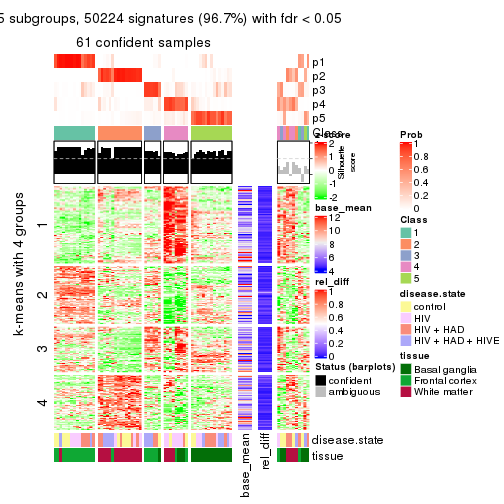 5 subgroups, 50224 signatures (96.7%) with fdr < 0.05
61 confident samples
p1
p2
p3
p4
p5
Class
k-means with 4 groups
1
2
3
4
z-score
2
1
0
-1
-2
Silhouette
score
base_mean
12
10
8
6
4
rel_diff
1
0.8
0.6
0.4
0.2
0
Status (barplots)
confident
ambiguous
Prob
1
0.8
0.6
0.4
0.2
0
Class
1
2
3
4
5
disease.state
control
HIV
HIV + HAD
HIV + HAD + HIVE
tissue
Basal ganglia
Frontal cortex
White matter
disease.state
tissue
base_mean
rel_diff